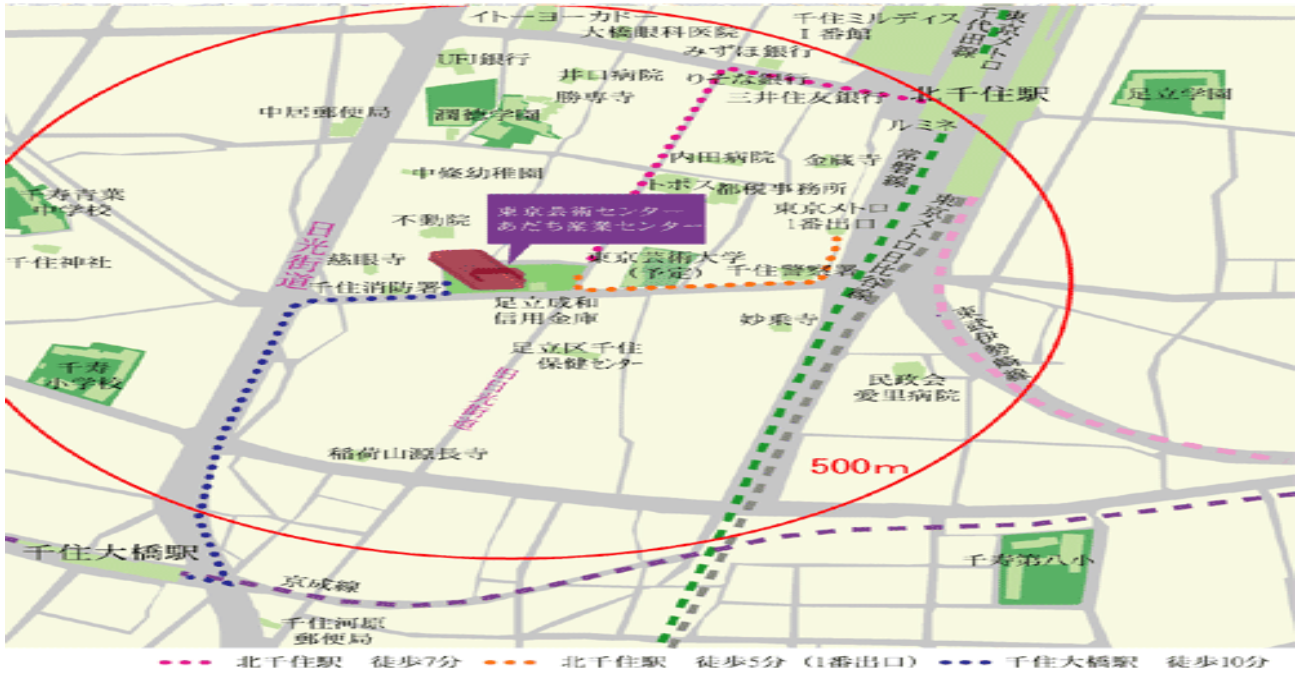 イトーヨーカドー
大橋眼科医院
千住ミルディス
Ⅰ番館
東京メトロ
千代田線
UFJ銀行
みずほ銀行
井口病院
りそな銀行
勝専寺
三井住友銀行
北千住駅
足立学園
中居郵便局
潤徳学園
ルミネ
内田病院
金蔵寺
常磐線
中條幼稚園
トポス
都税事務所
千寿青葉
中学校
東京芸術センター
あだち産業センター
東京メトロ
1番出口
東京メトロ日比谷線
不動院
日光街道
千住神社
慈眼寺
東京芸術大学
(予定)
千住警察署
千住消防署
足立成和
信用金庫
妙乗寺
東武伊勢崎線
足立区千住
保健センター
千寿
小学校
旧日光街道
民政会
愛里病院
稲荷山源長寺
500m
千住大橋駅
千寿第八小
京成線
千住河原
郵便局
北千住駅 徒歩7分 北千住駅 徒歩5分 (1番出口) 千住大橋駅 徒歩10分